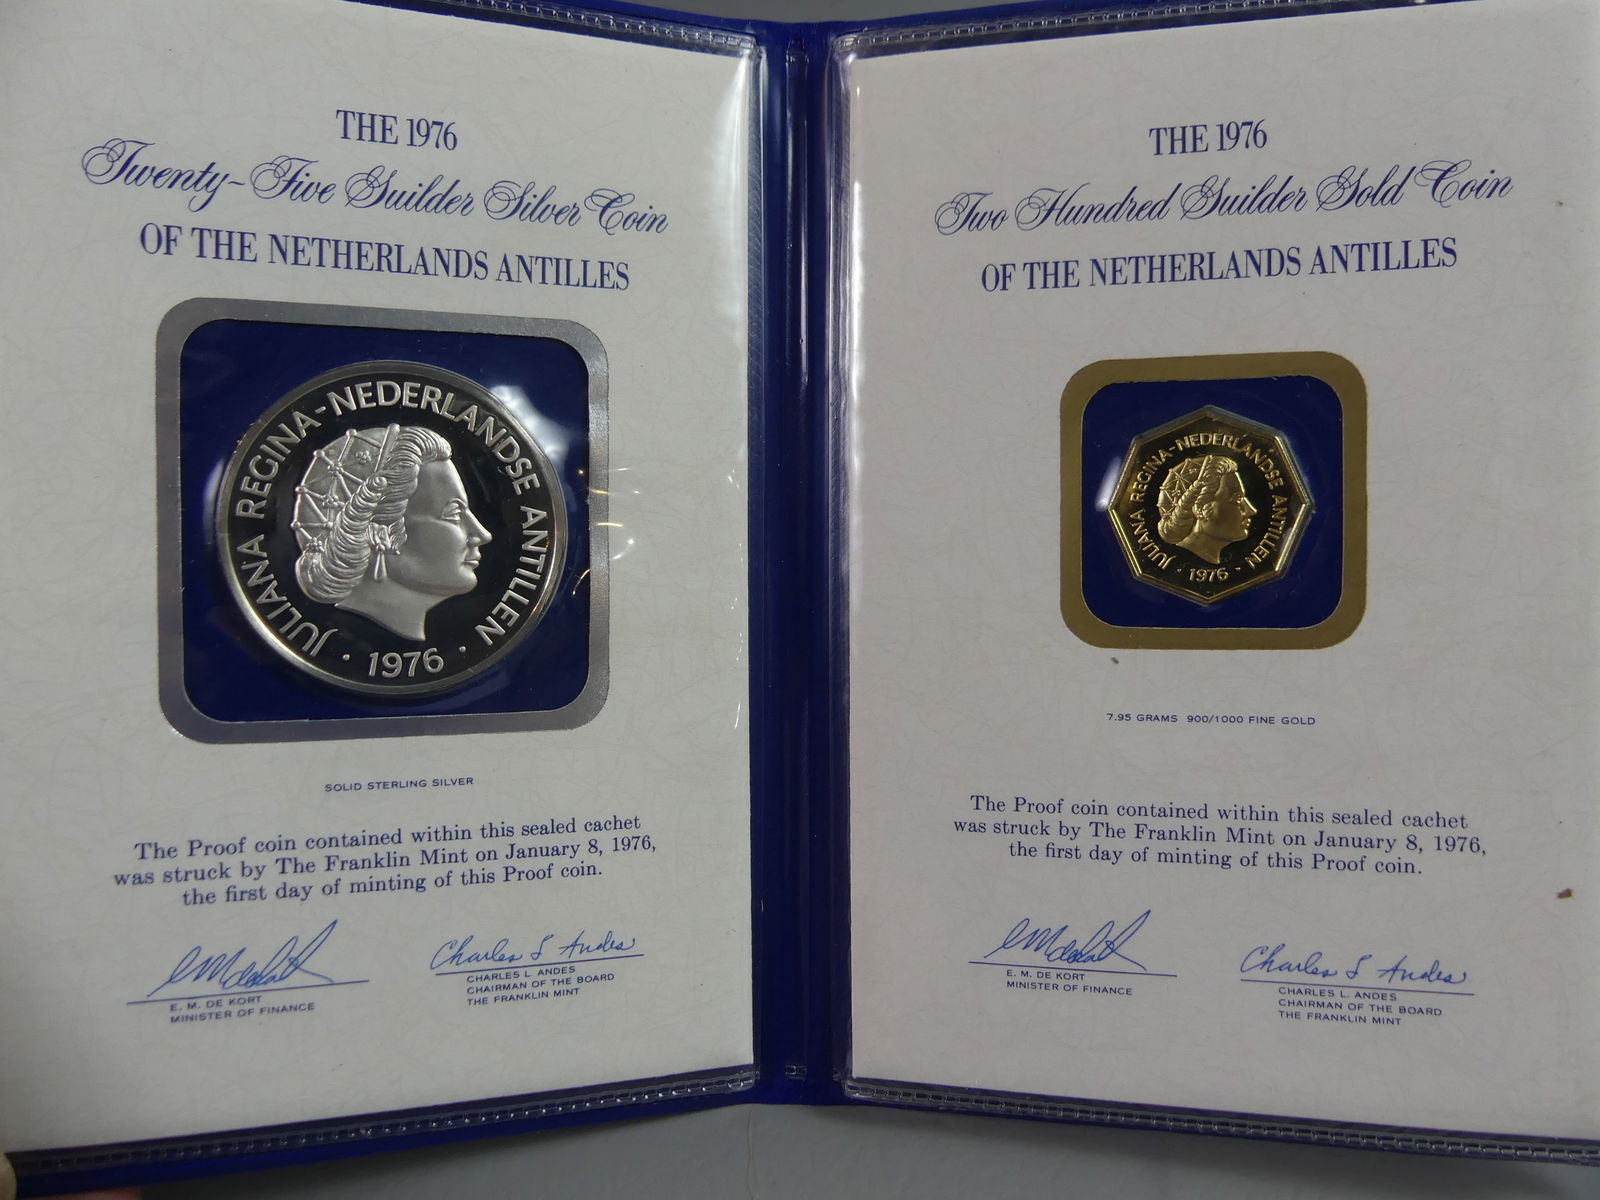 THE 1976
Twenty-Five Guilder Silver Coin
OF THE NETHERLANDS ANTILLES
JULIANA REGINA-NEDERLANDSE ANTILLEN
· 1976 ·
SOLID STERLING SILVER
The Proof coin contained within this sealed cachet
was struck by The Franklin Mint on January 8, 1976,
the first day of minting of this Proof coin.
Charles L Andes
E. M. DE KORT
MINISTER OF FINANCE
CHARLES L. ANDES
CHAIRMAN OF THE BOARD
THE FRANKLIN MINT
THE 1976
Two Hundred Guilder Gold Coin
OF THE NETHERLANDS ANTILLES
JULIANA REGINA-NEDERLANDSE ANTILLEN
· 1976 ·
7.95 GRAMS 900/1000 FINE GOLD
The Proof coin contained within this sealed cachet
was struck by The Franklin Mint on January 8, 1976,
the first day of minting of this Proof coin.
Charles L Andes
E. M. DE KORT
MINISTER OF FINANCE
CHARLES L. ANDES
CHAIRMAN OF THE BOARD
THE FRANKLIN MINT